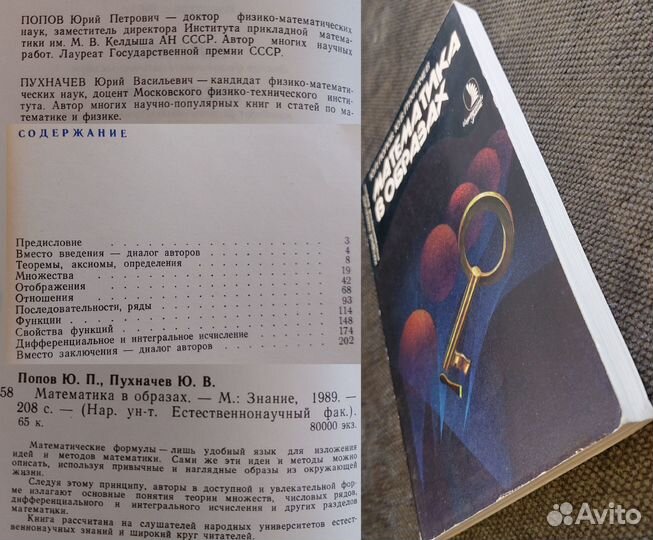 ПОПОВ Юрий Петрович — доктор физико-математических
наук, заместитель директора Института прикладной матема-
тики им. М. В. Келдыша АН СССР. Автор многих научных
работ. Лауреат Государственной премии СССР.
ПУХНАЧЕВ Юрий Васильевич — кандидат физико-математи-
ческих наук, доцент Московского физико-технического инсти-
тута. Автор многих научно-популярных книг и статей по ма-
тематике и физике.
СОДЕРЖАНИЕ
Предисловие . . . 3
Вместо введения — диалог авторов . . . 4
Теоремы, аксиомы, определения . . . 8
Множества . . . 19
Отображения . . . 42
Отношения . . . 68
Последовательности, ряды . . . 93
Функции . . . 114
Свойства функций . . . 148
Дифференциальное и интегральное исчисление . . . 174
Вместо заключения — диалог авторов . . . 202
Попов Ю. П., Пухначев Ю. В.
58 Математика в образах. — М.: Знание, 1989. —
208 с. — (Нар. ун-т. Естественнонаучный фак.).
65 к. 80000 экз.
Математические формулы — лишь удобный язык для изложения
идей и методов математики. Сами же эти идеи и методы можно
описать, используя привычные и наглядные образы из окружающей
жизни.
Следуя этому принципу, авторы в доступной и увлекательной фор-
ме излагают основные понятия теории множеств, числовых рядов,
дифференциального и интегрального исчисления и других разделов
математики.
Книга рассчитана на слушателей народных университетов естест-
веннонаучных знаний и широкий круг читателей.
МАТЕМАТИКА
В ОБРАЗАХ
Avito